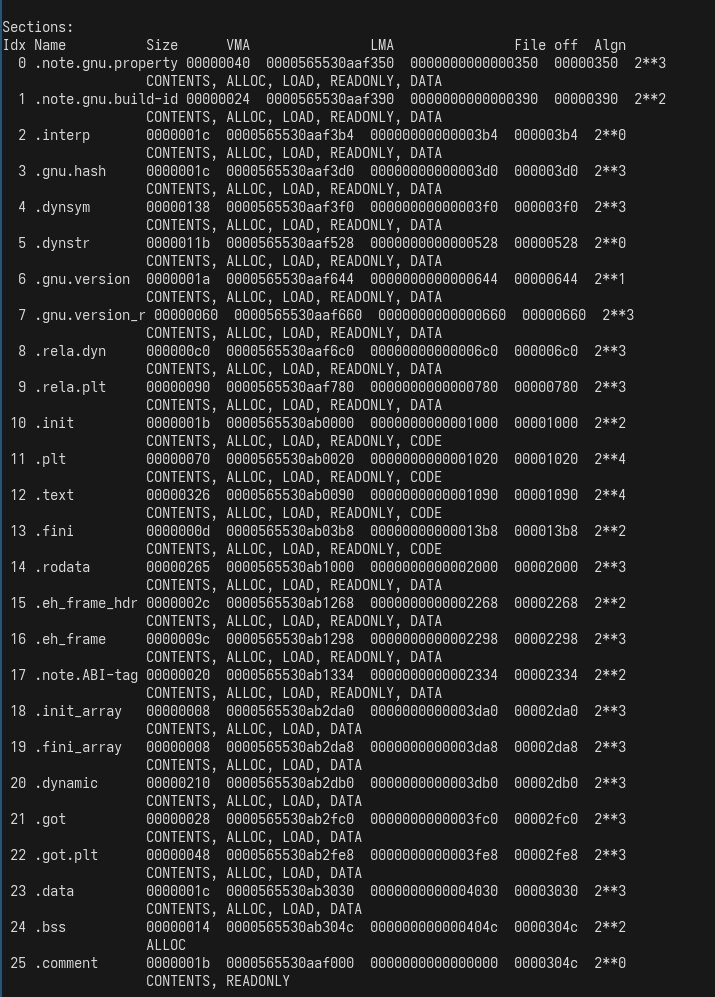 Sections:
Idx Name          Size      VMA               LMA               File off  Algn
  0 .note.gnu.property 00000040  0000565530aaf350  0000000000000350  00000350  2**3
                  CONTENTS, ALLOC, LOAD, READONLY, DATA
  1 .note.gnu.build-id 00000024  0000565530aaf390  0000000000000390  00000390  2**2
                  CONTENTS, ALLOC, LOAD, READONLY, DATA
  2 .interp       0000001c  0000565530aaf3b4  00000000000003b4  000003b4  2**0
                  CONTENTS, ALLOC, LOAD, READONLY, DATA
  3 .gnu.hash     0000001c  0000565530aaf3d0  00000000000003d0  000003d0  2**3
                  CONTENTS, ALLOC, LOAD, READONLY, DATA
  4 .dynsym       00000138  0000565530aaf3f0  00000000000003f0  000003f0  2**3
                  CONTENTS, ALLOC, LOAD, READONLY, DATA
  5 .dynstr       0000011b  0000565530aaf528  0000000000000528  00000528  2**0
                  CONTENTS, ALLOC, LOAD, READONLY, DATA
  6 .gnu.version  0000001a  0000565530aaf644  0000000000000644  00000644  2**1
                  CONTENTS, ALLOC, LOAD, READONLY, DATA
  7 .gnu.version_r 00000060  0000565530aaf660  0000000000000660  00000660  2**3
                  CONTENTS, ALLOC, LOAD, READONLY, DATA
  8 .rela.dyn     000000c0  0000565530aaf6c0  00000000000006c0  000006c0  2**3
                  CONTENTS, ALLOC, LOAD, READONLY, DATA
  9 .rela.plt     00000090  0000565530aaf780  0000000000000780  00000780  2**3
                  CONTENTS, ALLOC, LOAD, READONLY, DATA
 10 .init         0000001b  0000565530ab0000  0000000000001000  00001000  2**2
                  CONTENTS, ALLOC, LOAD, READONLY, CODE
 11 .plt          00000070  0000565530ab0020  0000000000001020  00001020  2**4
                  CONTENTS, ALLOC, LOAD, READONLY, CODE
 12 .text         00000326  0000565530ab0090  0000000000001090  00001090  2**4
                  CONTENTS, ALLOC, LOAD, READONLY, CODE
 13 .fini         0000000d  0000565530ab03b8  00000000000013b8  000013b8  2**2
                  CONTENTS, ALLOC, LOAD, READONLY, CODE
 14 .rodata       00000265  0000565530ab1000  0000000000002000  00002000  2**3
                  CONTENTS, ALLOC, LOAD, READONLY, DATA
 15 .eh_frame_hdr 0000002c  0000565530ab1268  0000000000002268  00002268  2**2
                  CONTENTS, ALLOC, LOAD, READONLY, DATA
 16 .eh_frame     0000009c  0000565530ab1298  0000000000002298  00002298  2**3
                  CONTENTS, ALLOC, LOAD, READONLY, DATA
 17 .note.ABI-tag 00000020  0000565530ab1334  0000000000002334  00002334  2**2
                  CONTENTS, ALLOC, LOAD, READONLY, DATA
 18 .init_array   00000008  0000565530ab2da0  0000000000003da0  00002da0  2**3
                  CONTENTS, ALLOC, LOAD, DATA
 19 .fini_array   00000008  0000565530ab2da8  0000000000003da8  00002da8  2**3
                  CONTENTS, ALLOC, LOAD, DATA
 20 .dynamic      00000210  0000565530ab2db0  0000000000003db0  00002db0  2**3
                  CONTENTS, ALLOC, LOAD, DATA
 21 .got          00000028  0000565530ab2fc0  0000000000003fc0  00002fc0  2**3
                  CONTENTS, ALLOC, LOAD, DATA
 22 .got.plt      00000048  0000565530ab2fe8  0000000000003fe8  00002fe8  2**3
                  CONTENTS, ALLOC, LOAD, DATA
 23 .data         0000001c  0000565530ab3030  0000000000004030  00003030  2**3
                  CONTENTS, ALLOC, LOAD, DATA
 24 .bss          00000014  0000565530ab304c  000000000000404c  0000304c  2**2
                  ALLOC
 25 .comment      0000001b  0000565530aaf000  0000000000000000  0000304c  2**0
                  CONTENTS, READONLY